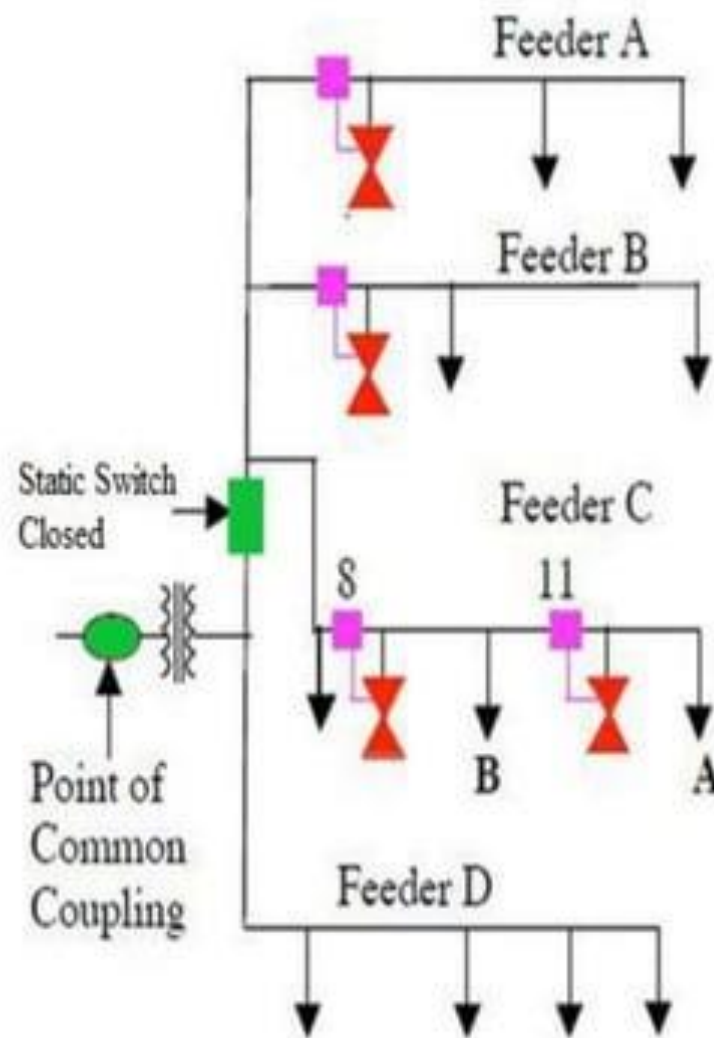 Feeder A
Feeder B
Static Switch
Closed
Feeder C
8
11
B
A
Point of
Common
Coupling
Feeder D